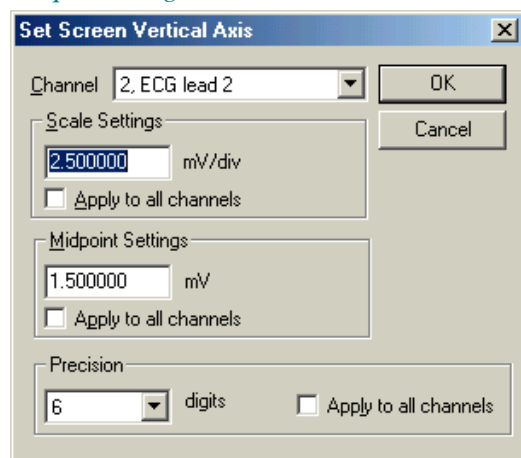 Set Screen Vertical Axis
Channel 2, ECG lead 2 OK
Scale Settings Cancel
2.500000 mV/div
Apply to all channels
Midpoint Settings
1.500000 mV
Apply to all channels
Precision
6 digits Apply to all channels